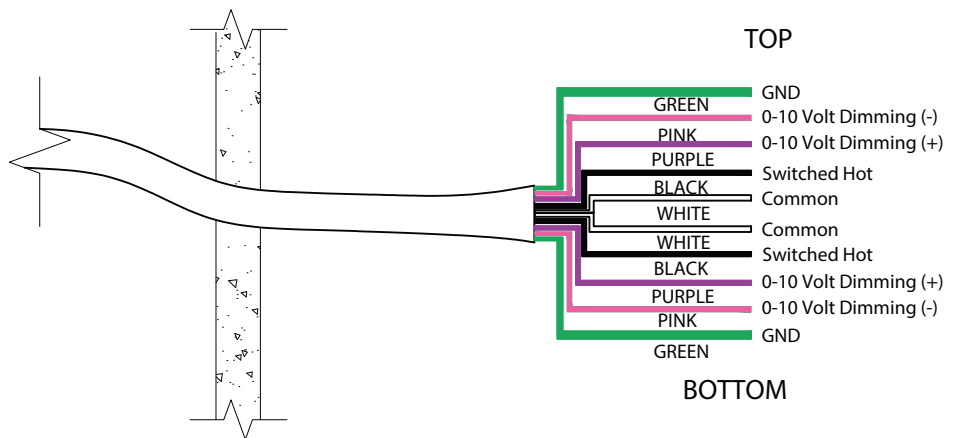 TOP
GND
GREEN
0-10 Volt Dimming (-)
PINK
0-10 Volt Dimming (+)
PURPLE
Switched Hot
BLACK
Common
WHITE
Common
WHITE
Switched Hot
BLACK
0-10 Volt Dimming (+)
PURPLE
0-10 Volt Dimming (-)
PINK
GND
GREEN
BOTTOM